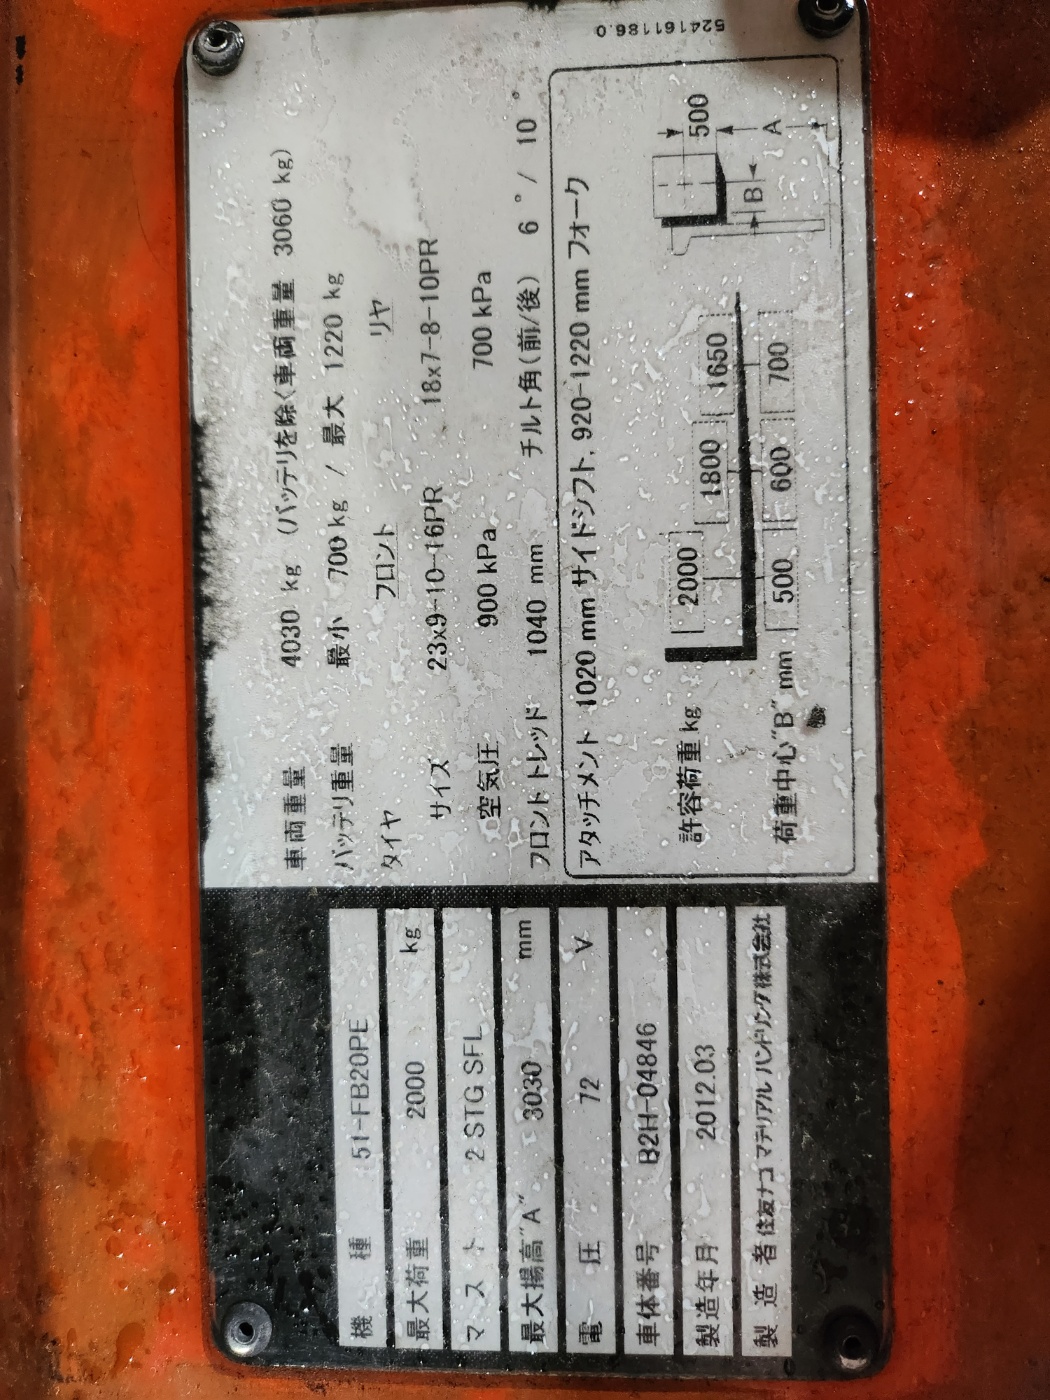 機 種 51-FB20PE
最大荷重 2000 kg
マスト 2 STG SFL
最大揚高"A" 3030 mm
電 圧 72 V
車体番号 B2H-04846
製造年月 2012.03
製 造 者 住友ナコ マテリアル ハンドリング株式会社
車両重量 4030 kg (バッテリを除く車両重量 3060 kg)
バッテリ重量 最小 700 kg / 最大 1220 kg
タイヤ フロント リヤ
サイズ 23x9-10-16PR 18x7-8-10PR
空気圧 900 kPa 700 kPa
フロント トレッド 1040 mm チルト角(前/後) 6 ° / 10 °
アタッチメント 1020 mm サイドシフト, 920-1220 mm フォーク
許容荷重 kg 2000 1800 1650
荷重中心"B" mm 500 600 700
500
A
B
524161186.0